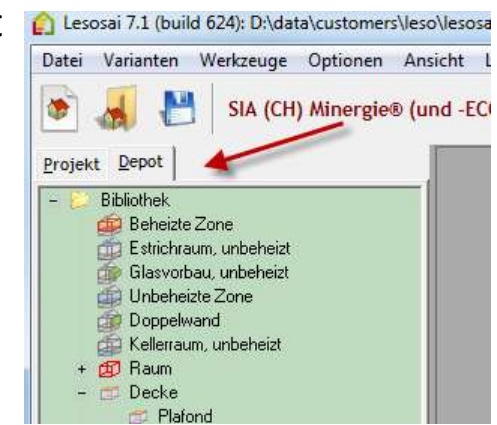 Lesosai 7.1 (build 624): D:\data\customers\leso\lesosa
Datei Varianten Werkzeuge Optionen Ansicht
SIA (CH) Minergie® (und -EC
Projekt Depot
Bibliothek
Beheizte Zone
Estrichraum, unbeheizt
Glasvorbau, unbeheizt
Unbeheizte Zone
Doppelwand
Kellerraum, unbeheizt
+ Raum
- Decke
Plafond